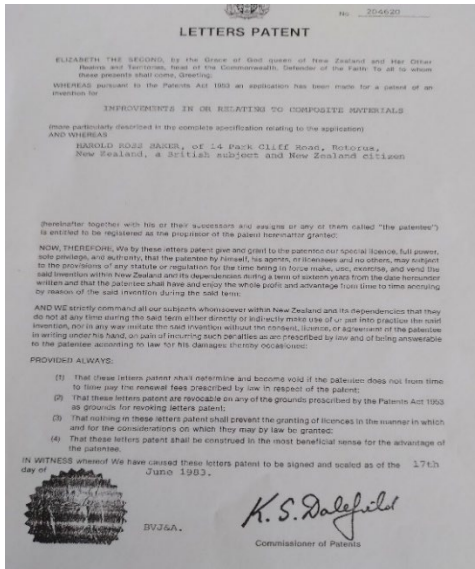 No. 204620
LETTERS PATENT
ELIZABETH THE SECOND, by the Grace of God Queen of New Zealand and Her Other
Realms and Territories, Head of the Commonwealth, Defender of the Faith: To all to whom
these presents shall come, Greeting:
WHEREAS pursuant to the Patents Act 1953 an application has been made for a patent of an
invention for
IMPROVEMENTS IN OR RELATING TO COMPOSITE MATERIALS
(more particularly described in the complete specification relating to the application)
AND WHEREAS
HAROLD ROSS BAKER, of 14 Park Cliff Road, Rotorua,
New Zealand, a British subject and New Zealand citizen
(hereinafter together with his or their successors and assigns or any of them called "the patentee")
is entitled to be registered as the proprietor of the patent hereinafter granted:
NOW, THEREFORE, We by these letters patent give and grant to the patentee our special licence, full power,
sole privilege, and authority, that the patentee by himself, his agents, or licensees and no others, may subject
to the provisions of any statute or regulation for the time being in force make, use, exercise, and vend the
said invention within New Zealand and its dependencies during a term of sixteen years from the date hereunder
written and that the patentee shall have and enjoy the whole profit and advantage from time to time accruing
by reason of the said invention during the said term:
AND WE strictly command all our subjects whomsoever within New Zealand and its dependencies that they
do not at any time during the said term either directly or indirectly make use of or put into practice the said
invention, nor in any way imitate the said invention without the consent, licence, or agreement of the patentee
in writing under his hand, on pain of incurring such penalties as are prescribed by law and of being answerable
to the patentee according to law for his damages thereby occasioned:
PROVIDED ALWAYS:
(1) That these letters patent shall determine and become void if the patentee does not from time
to time pay the renewal fees prescribed by law in respect of the patent:
(2) That these letters patent are revocable on any of the grounds prescribed by the Patents Act 1953
as grounds for revoking letters patent:
(3) That nothing in these letters patent shall prevent the granting of licences in the manner in which
and for the considerations on which they may by law be granted:
(4) That these letters patent shall be construed in the most beneficial sense for the advantage of
the patentee.
IN WITNESS whereof We have caused these letters patent to be signed and sealed as of the 17th
day of June 1983.
BVJ&A.
K. S. Dalefield
Commissioner of Patents